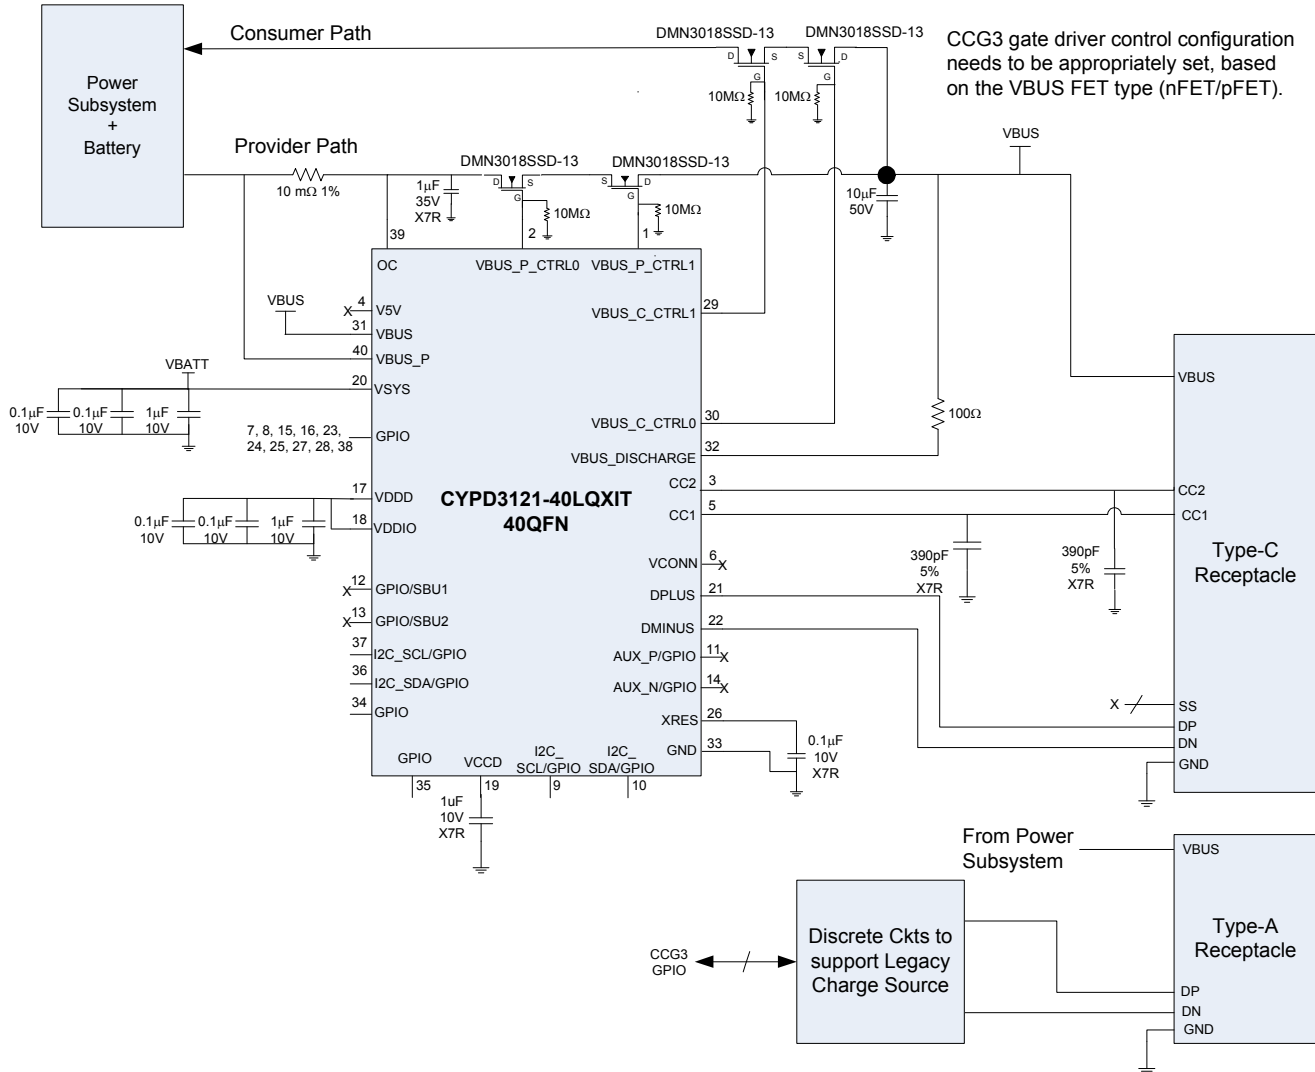 Consumer Path
DMN3018SSD-13
DMN3018SSD-13
CCG3 gate driver control configuration
needs to be appropriately set, based
on the VBUS FET type (nFET/pFET).
D
S
S
D
G
G
10MΩ
10MΩ
Power
Subsystem
+
Battery
VBUS
Provider Path
DMN3018SSD-13
DMN3018SSD-13
10 mΩ 1%
1µF
35V
X7R
D
S
S
D
G
G
10MΩ
10MΩ
10µF
50V
39
2
1
OC
VBUS_P_CTRL0
VBUS_P_CTRL1
VBUS
X
4
V5V
31
VBUS
40
VBUS_P
VBATT
20
VSYS
0.1µF
10V
0.1µF
10V
1µF
10V
7, 8, 15, 16, 23,
24, 25, 27, 28, 38
GPIO
17
VDDD
18
VDDIO
0.1µF
10V
0.1µF
10V
1µF
10V
X
12
GPIO/SBU1
X
13
GPIO/SBU2
37
I2C_SCL/GPIO
36
I2C_SDA/GPIO
34
GPIO
CYPD3121-40LQXIT
40QFN
VBUS_C_CTRL1
29
VBUS_C_CTRL0
30
VBUS_DISCHARGE
32
100Ω
CC2
3
CC1
5
VCONN
6
X
DPLUS
21
DMINUS
22
AUX_P/GPIO
11
X
AUX_N/GPIO
14
X
XRES
26
GND
33
390pF
5%
X7R
390pF
5%
X7R
0.1µF
10V
X7R
GPIO
35
VCCD
19
I2C_
SCL/GPIO
9
I2C_
SDA/GPIO
10
1uF
10V
X7R
VBUS
CC2
CC1
Type-C
Receptacle
X
SS
DP
DN
GND
From Power
Subsystem
VBUS
Type-A
Receptacle
DP
DN
GND
Discrete Ckts to
support Legacy
Charge Source
CCG3
GPIO